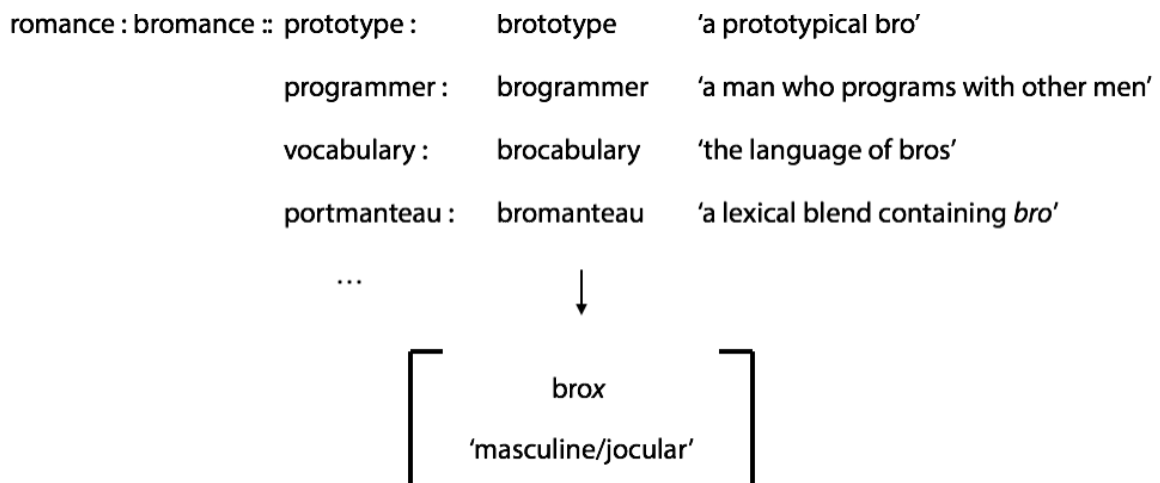 romance : bromance :: prototype : brototype ‘a prototypical bro’
programmer : brogrammer ‘a man who programs with other men’
vocabulary : brocabulary ‘the language of bros’
portmanteau : bromanteau ‘a lexical blend containing bro’
…
brox
‘masculine/jocular’